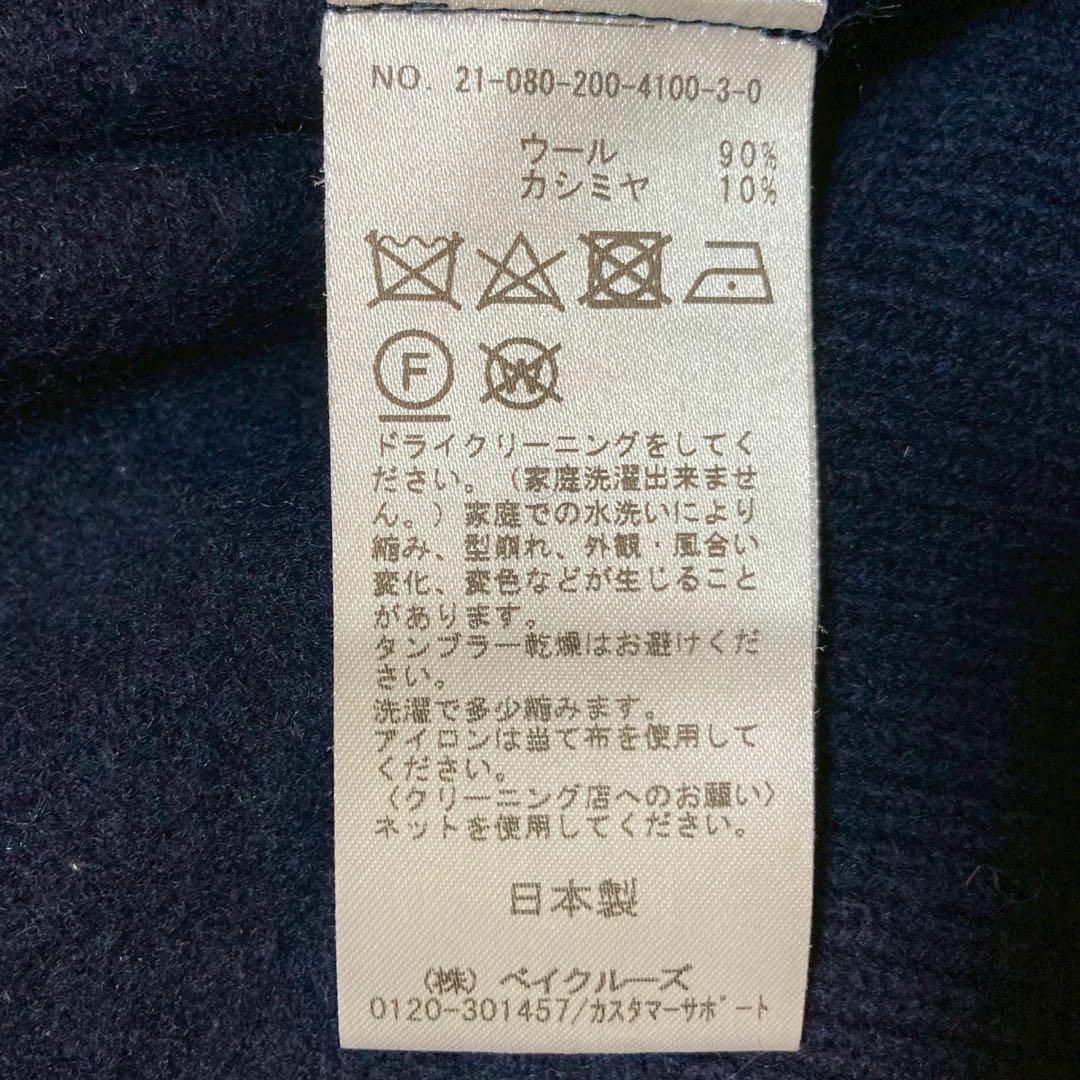 NO. 21-080-200-4100-3-0
ウール 90%
カシミヤ 10%
F W
ドライクリーニングをしてく
ださい。（家庭洗濯出来ませ
ん。）家庭での水洗いにより
縮み、型崩れ、外観・風合い
変化、変色などが生じること
があります。
タンブラー乾燥はお避けくだ
さい。
洗濯で多少縮みます。
アイロンは当て布を使用して
ください。
〈クリーニング店へのお願い〉
ネットを使用してください。
日本製
（株）ベイクルーズ
0120-301457/ｶｽﾀﾏｰｻﾎﾟｰﾄ